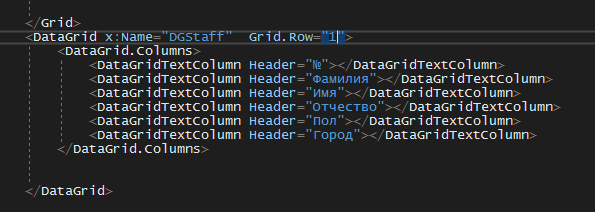 </Grid>
<DataGrid x:Name="DGStaff"  Grid.Row="1">
<DataGrid.Columns>
<DataGridTextColumn Header="№"></DataGridTextColumn>
<DataGridTextColumn Header="Фамилия"></DataGridTextColumn>
<DataGridTextColumn Header="Имя"></DataGridTextColumn>
<DataGridTextColumn Header="Отчество"></DataGridTextColumn>
<DataGridTextColumn Header="Пол"></DataGridTextColumn>
<DataGridTextColumn Header="Город"></DataGridTextColumn>
</DataGrid.Columns>
</DataGrid>